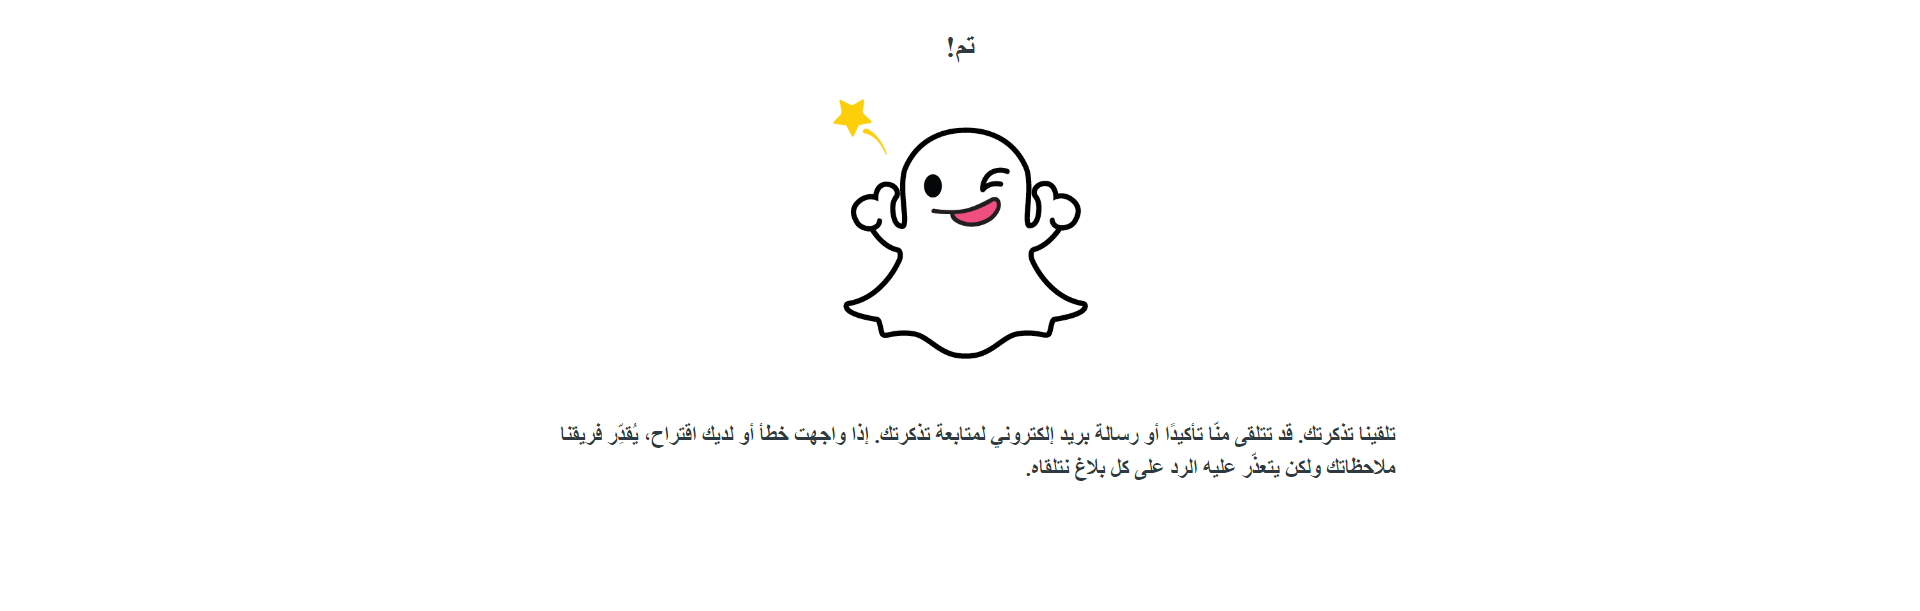 تم!
تلقينا تذكرتك. قد تتلقى منّا تأكيدًا أو رسالة بريد إلكتروني لمتابعة تذكرتك. إذا واجهت خطأ أو لديك اقتراح، يُقدِّر فريقنا
ملاحظاتك ولكن يتعذّر عليه الرد على كل بلاغ نتلقاه.